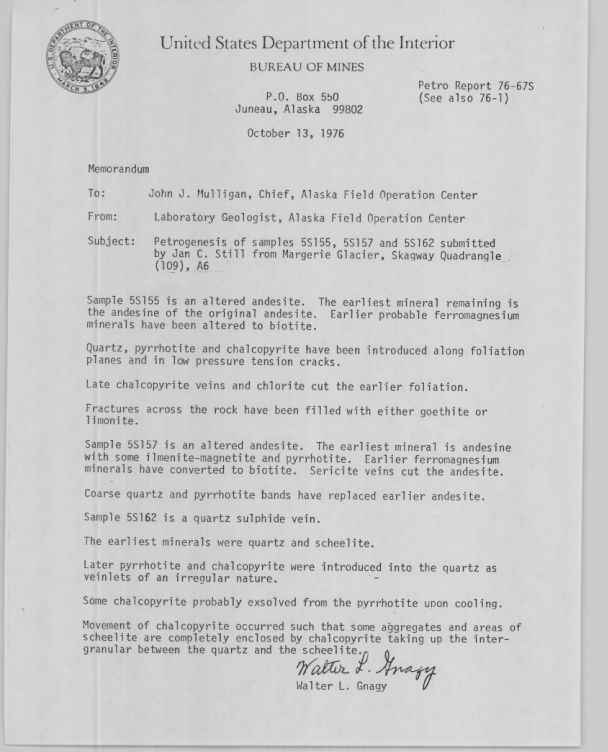 U.S. DEPARTMENT OF THE INTERIOR
MARCH 3, 1849
United States Department of the Interior
BUREAU OF MINES
Petro Report 76-67S
(See also 76-1)
P.O. Box 550
Juneau, Alaska 99802
October 13, 1976
Memorandum
To: John J. Mulligan, Chief, Alaska Field Operation Center
From: Laboratory Geologist, Alaska Field Operation Center
Subject: Petrogenesis of samples 5S155, 5S157 and 5S162 submitted
by Jan C. Still from Margerie Glacier, Skagway Quadrangle
(109), A6
Sample 5S155 is an altered andesite. The earliest mineral remaining is
the andesine of the original andesite. Earlier probable ferromagnesium
minerals have been altered to biotite.
Quartz, pyrrhotite and chalcopyrite have been introduced along foliation
planes and in low pressure tension cracks.
Late chalcopyrite veins and chlorite cut the earlier foliation.
Fractures across the rock have been filled with either goethite or
limonite.
Sample 5S157 is an altered andesite. The earliest mineral is andesine
with some ilmenite-magnetite and pyrrhotite. Earlier ferromagnesium
minerals have converted to biotite. Sericite veins cut the andesite.
Coarse quartz and pyrrhotite bands have replaced earlier andesite.
Sample 5S162 is a quartz sulphide vein.
The earliest minerals were quartz and scheelite.
Later pyrrhotite and chalcopyrite were introduced into the quartz as
veinlets of an irregular nature.
Some chalcopyrite probably exsolved from the pyrrhotite upon cooling.
Movement of chalcopyrite occurred such that some aggregates and areas of
scheelite are completely enclosed by chalcopyrite taking up the inter-
granular between the quartz and the scheelite.
Walter L. Gnagy
Walter L. Gnagy